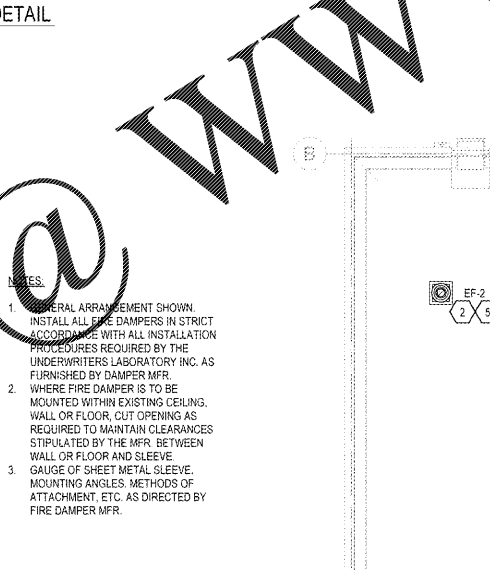 DETAIL
@ WW
B
NOTES:
1. GENERAL ARRANGEMENT SHOWN.
INSTALL ALL FIRE DAMPERS IN STRICT
ACCORDANCE WITH ALL INSTALLATION
PROCEDURES REQUIRED BY THE
UNDERWRITERS LABORATORY INC. AS
FURNISHED BY DAMPER MFR.
2. WHERE FIRE DAMPER IS TO BE
MOUNTED WITHIN EXISTING CEILING,
WALL OR FLOOR, CUT OPENING AS
REQUIRED TO MAINTAIN CLEARANCES
STIPULATED BY THE MFR. BETWEEN
WALL OR FLOOR AND SLEEVE.
3. GAUGE OF SHEET METAL SLEEVE,
MOUNTING ANGLES, METHODS OF
ATTACHMENT, ETC. AS DIRECTED BY
FIRE DAMPER MFR.
EF-2
2 5